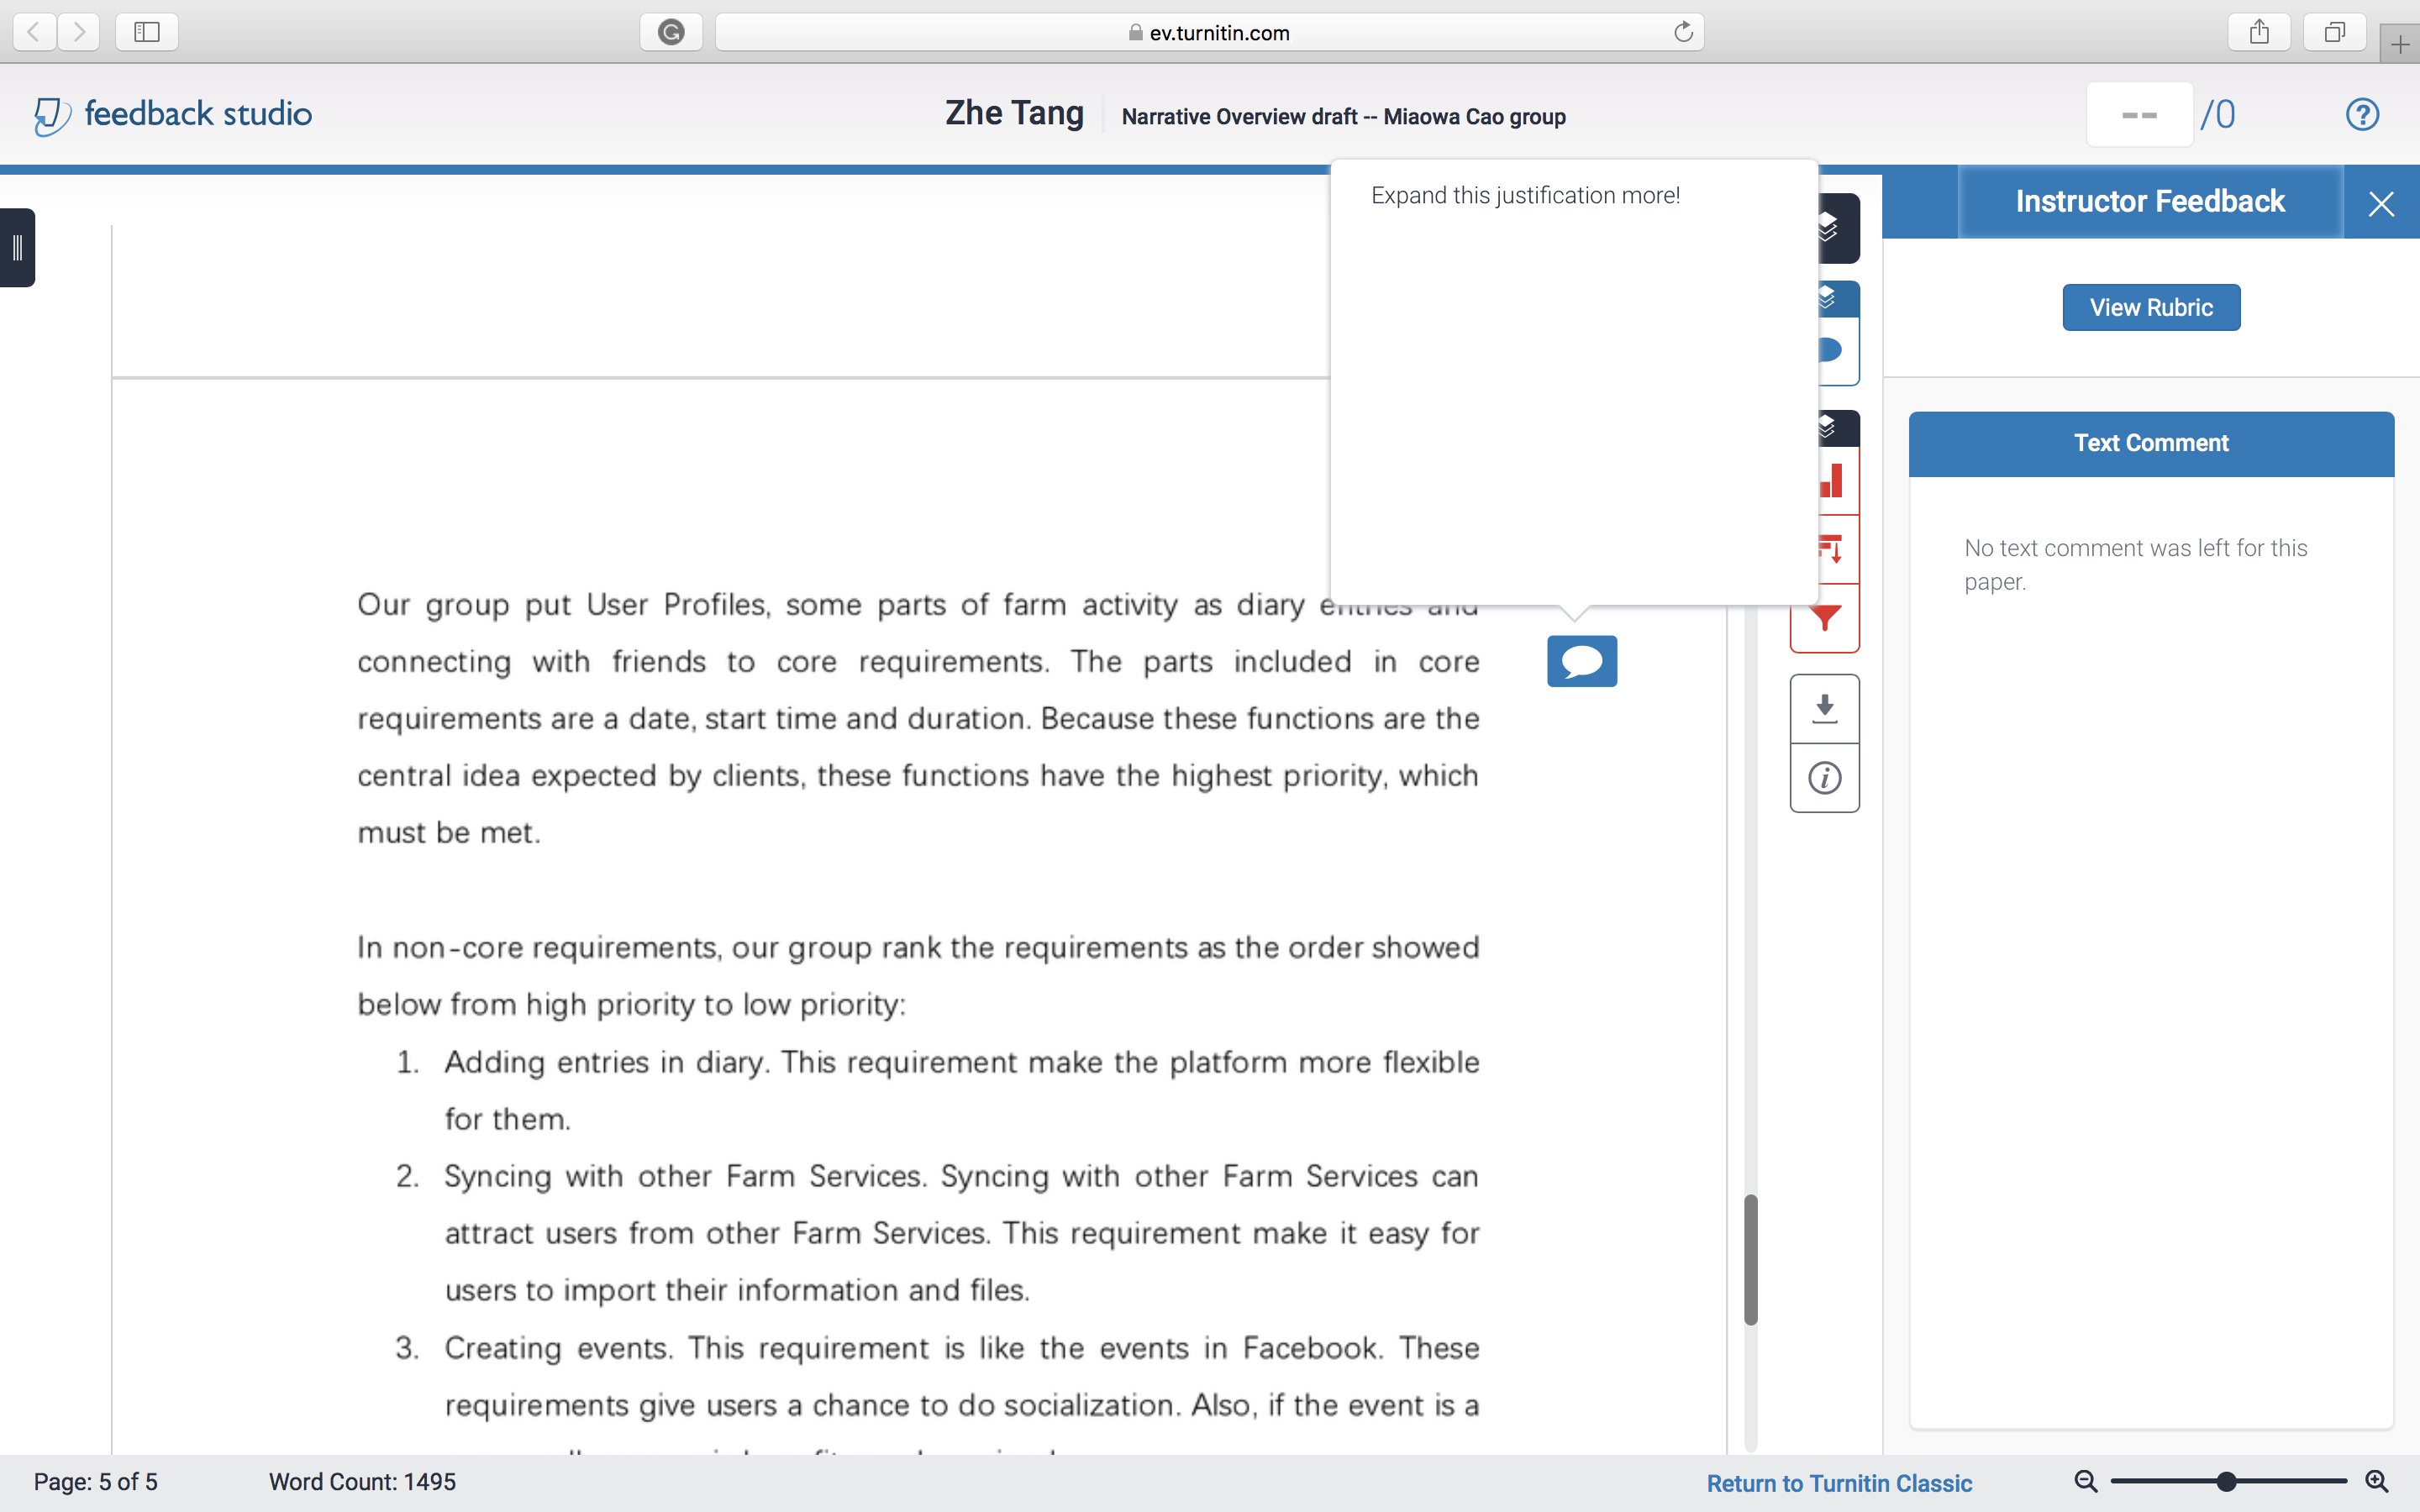 ev.turnitin.com
feedback studio
Zhe Tang
Narrative Overview draft -- Miaowa Cao group
--
/0
Expand this justification more!
Instructor Feedback
View Rubric
Text Comment
No text comment was left for this
paper.
Our group put User Profiles, some parts of farm activity as diary entries and
connecting with friends to core requirements. The parts included in core
requirements are a date, start time and duration. Because these functions are the
central idea expected by clients, these functions have the highest priority, which
must be met.
In non-core requirements, our group rank the requirements as the order showed
below from high priority to low priority:
1. Adding entries in diary. This requirement make the platform more flexible
for them.
2. Syncing with other Farm Services. Syncing with other Farm Services can
attract users from other Farm Services. This requirement make it easy for
users to import their information and files.
3. Creating events. This requirement is like the events in Facebook. These
requirements give users a chance to do socialization. Also, if the event is a
Page: 5 of 5
Word Count: 1495
Return to Turnitin Classic